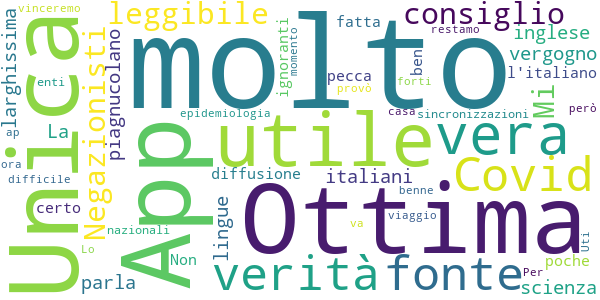 vinceremo
leggibile
fatta
consiglio
restamo
inglese
molto
Unica
larghissima
Negazionisti
piagnucolano
ignoranti
momento
ben
vergogno
enti
pecca
l'italiano
provò
forti
Mi
La
App
epidemiologia
casa
sincronizzazioni
però
ap
utile
vera
ora
difficile
diffusione
italiani
Covid
certo
Non
lingue
Ottima
benne
viaggio
nazionali
va
Lo
Uti
parla
verità
fonte
Per
poche
scienza